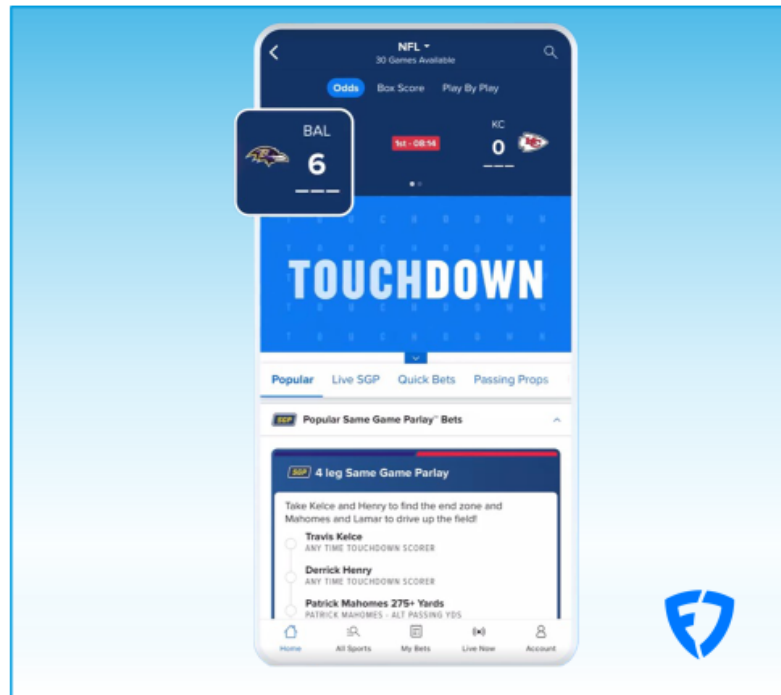 NFL
30 Games Available
Odds Box Score Play By Play
BAL
6
1st - 08:14
KC
0
TOUCHDOWN
Popular Live SGP Quick Bets Passing Props
SGP Popular Same Game Parlay™ Bets
SGP 4 leg Same Game Parlay
Take Kelce and Henry to find the end zone and
Mahomes and Lamar to drive up the field!
Travis Kelce
ANY TIME TOUCHDOWN SCORER
Derrick Henry
ANY TIME TOUCHDOWN SCORER
Patrick Mahomes 275+ Yards
PATRICK MAHOMES - ALT PASSING YDS
Home All Sports My Bets Live Now Account